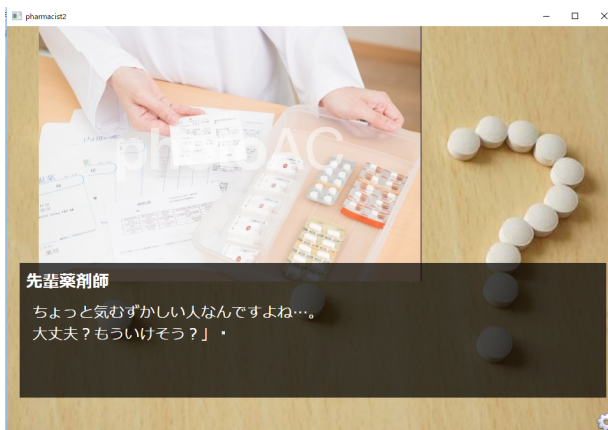 pharmacist2
photoAC
先輩薬剤師
ちょっと気むずかしい人なんですよね…。
大丈夫？もういけそう？」